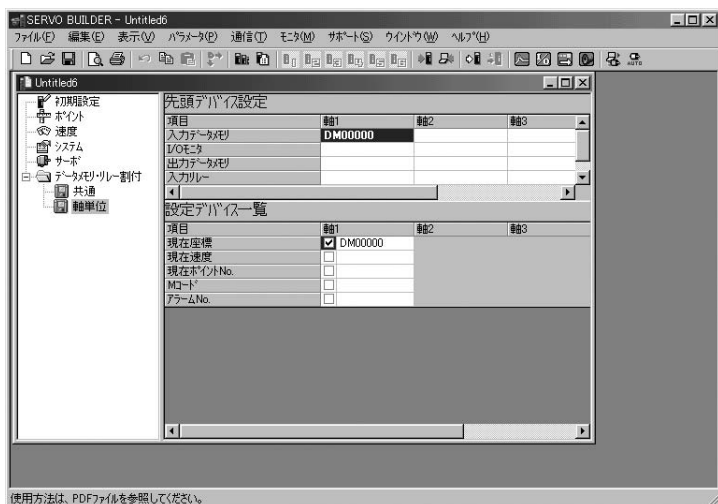 SERVO BUILDER - Untitled6
ﾌｧｲﾙ(F) 編集(E) 表示(V) ﾊﾟﾗﾒｰﾀ(P) 通信(T) ﾓﾆﾀ(M) ｻﾎﾟｰﾄ(S) ｳｲﾝﾄﾞｳ(W) ﾍﾙﾌﾟ(H)
AUTO
Untitled6
初期設定
ﾎﾟｲﾝﾄ
速度
ｼｽﾃﾑ
ｻｰﾎﾞ
ﾃﾞｰﾀﾒﾓﾘ・ﾘﾚｰ割付
共通
軸単位
先頭ﾃﾞﾊﾞｲｽ設定
項目 軸1 軸2 軸3
入力ﾃﾞｰﾀﾒﾓﾘ DM00000
I/Oﾓﾆﾀ
出力ﾃﾞｰﾀﾒﾓﾘ
入力ﾘﾚｰ
設定ﾃﾞﾊﾞｲｽ一覧
項目 軸1 軸2 軸3
現在座標 DM00000
現在速度
現在ﾎﾟｲﾝﾄNo.
Mｺｰﾄﾞ
ｱﾗｰﾑNo.
使用方法は、PDFﾌｧｲﾙを参照してください。